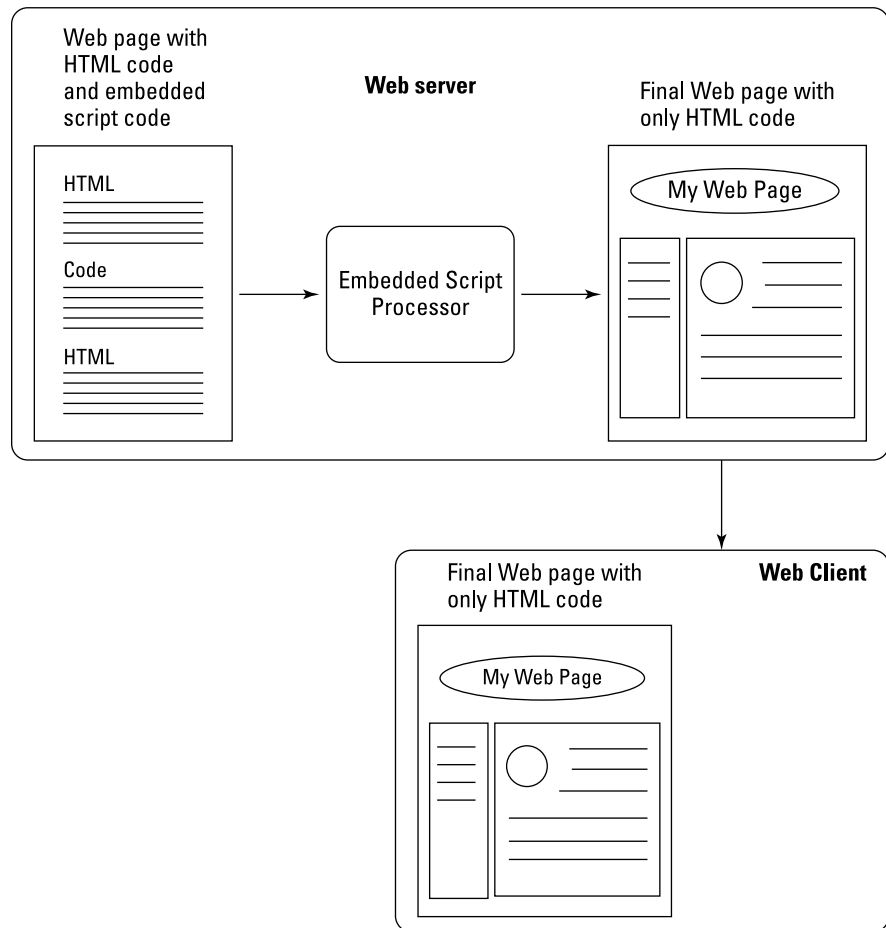 Web page with
HTML code
and embedded
script code
Web server
Final Web page with
only HTML code
HTML
Code
HTML
Embedded Script
Processor
My Web Page
Final Web page with
only HTML code
Web Client
My Web Page